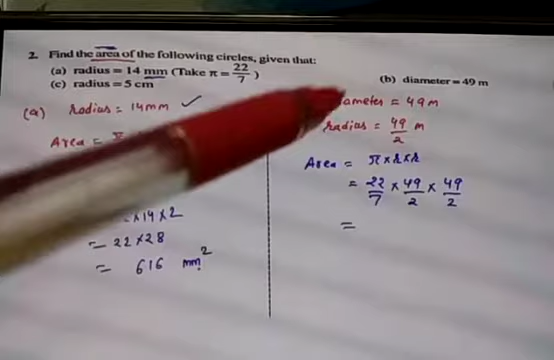 2. Find the area of the following circles, given that:
(a) radius = 14 mm (Take π = 22/7)
(b) diameter = 49 m
(c) radius = 5 cm
(a) Radius = 14mm ✓
Area =
×14×2
= 22×28
= 616 mm²
ameter = 49m
radius = 49/2 m
Area = π×r×r
= 22/7 × 49/2 × 49/2
=